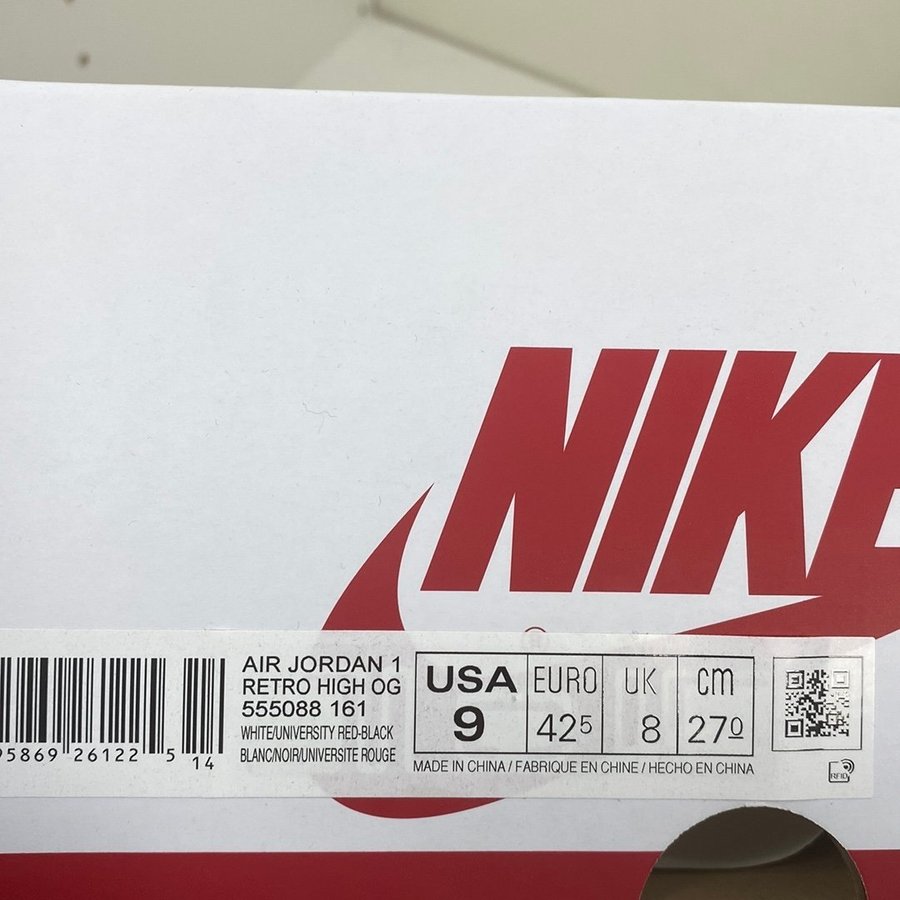 NIKE
AIR JORDAN 1
RETRO HIGH OG
555088 161
WHITE/UNIVERSITY RED-BLACK
BLANC/NOIR/UNIVERSITE ROUGE
5869 26122 5
14
USA EURO UK cm
9 42.5 8 27.0
MADE IN CHINA / FABRIQUE EN CHINE / HECHO EN CHINA
RFID